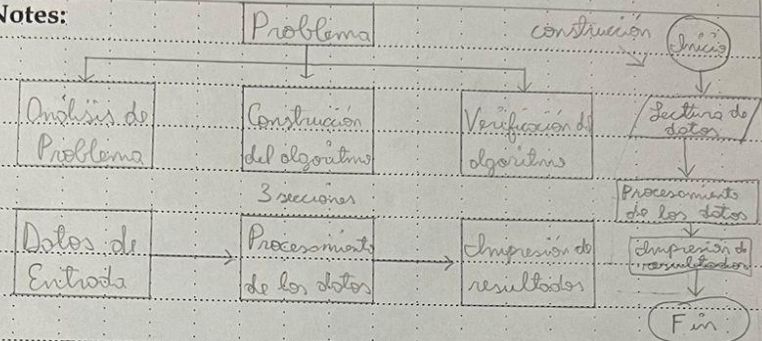 Notes:
Problema
construcción
Inicio
Análisis de
Problema
Construcción
del algoritmo
Verificación de
algoritmo
Lectura de
datos
3 secciones
Procesamiento
de los datos
Datos de
Entrada
Procesamiento
de los datos
Impresión de
resultados
Impresión de
resultados
Fin